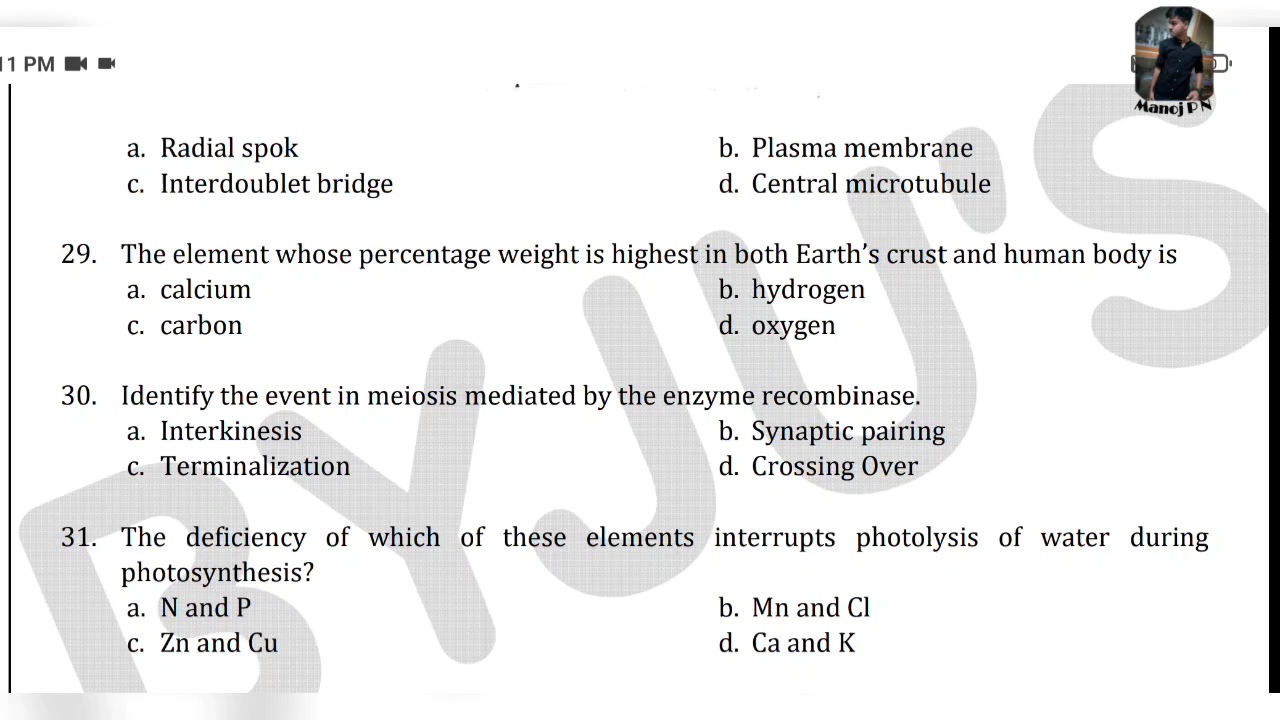 11 PM
Manoj P N
a. Radial spok b. Plasma membrane
c. Interdoublet bridge d. Central microtubule
29. The element whose percentage weight is highest in both Earth’s crust and human body is
a. calcium b. hydrogen
c. carbon d. oxygen
30. Identify the event in meiosis mediated by the enzyme recombinase.
a. Interkinesis b. Synaptic pairing
c. Terminalization d. Crossing Over
31. The deficiency of which of these elements interrupts photolysis of water during
photosynthesis?
a. N and P b. Mn and Cl
c. Zn and Cu d. Ca and K
BYJU'S